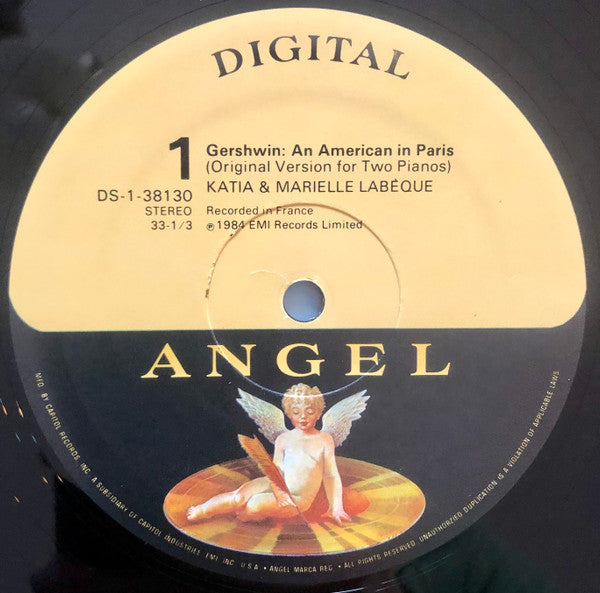 DIGITAL
1
Gershwin: An American in Paris
(Original Version for Two Pianos)
DS-1-38130
KATIA & MARIELLE LABÈQUE
STEREO
Recorded in France
33-1/3
℗ 1984 EMI Records Limited
ANGEL
MFD. BY CAPITOL RECORDS, INC. A SUBSIDIARY OF CAPITOL INDUSTRIES-EMI, INC. U.S.A. • ANGEL MARCA REG. • ALL RIGHTS RESERVED. UNAUTHORIZED DUPLICATION IS A VIOLATION OF APPLICABLE LAWS.